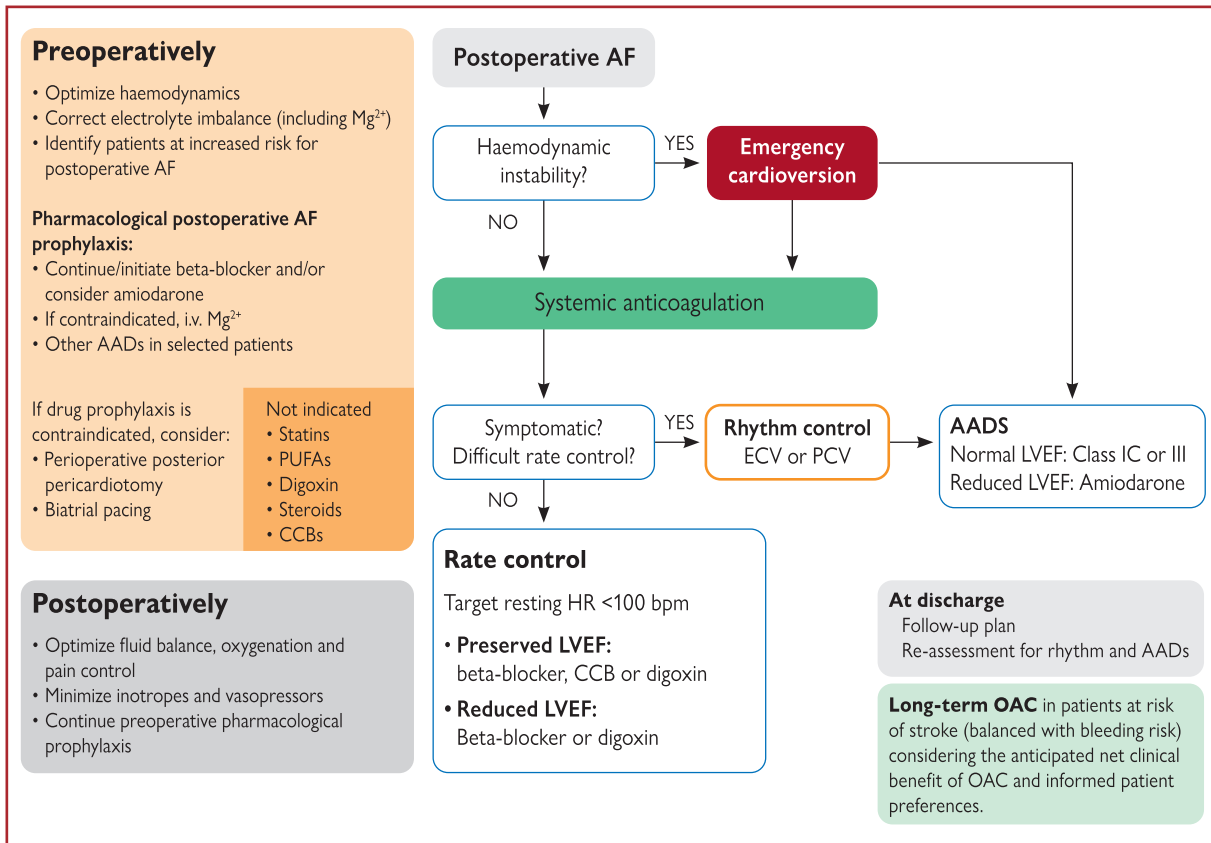 Preoperatively
• Optimize haemodynamics
• Correct electrolyte imbalance (including Mg²⁺)
• Identify patients at increased risk for
postoperative AF
Pharmacological postoperative AF
prophylaxis:
• Continue/initiate beta-blocker and/or
consider amiodarone
• If contraindicated, i.v. Mg²⁺
• Other AADs in selected patients
If drug prophylaxis is
contraindicated, consider:
• Perioperative posterior
pericardiotomy
• Biatrial pacing
Not indicated
• Statins
• PUFAs
• Digoxin
• Steroids
• CCBs
Postoperatively
• Optimize fluid balance, oxygenation and
pain control
• Minimize inotropes and vasopressors
• Continue preoperative pharmacological
prophylaxis
Postoperative AF
Haemodynamic
instability?
YES
Emergency
cardioversion
NO
Systemic anticoagulation
Symptomatic?
Difficult rate control?
YES
Rhythm control
ECV or PCV
AADS
Normal LVEF: Class IC or III
Reduced LVEF: Amiodarone
NO
Rate control
Target resting HR <100 bpm
• Preserved LVEF:
beta-blocker, CCB or digoxin
• Reduced LVEF:
Beta-blocker or digoxin
At discharge
Follow-up plan
Re-assessment for rhythm and AADs
Long-term OAC in patients at risk
of stroke (balanced with bleeding risk)
considering the anticipated net clinical
benefit of OAC and informed patient
preferences.